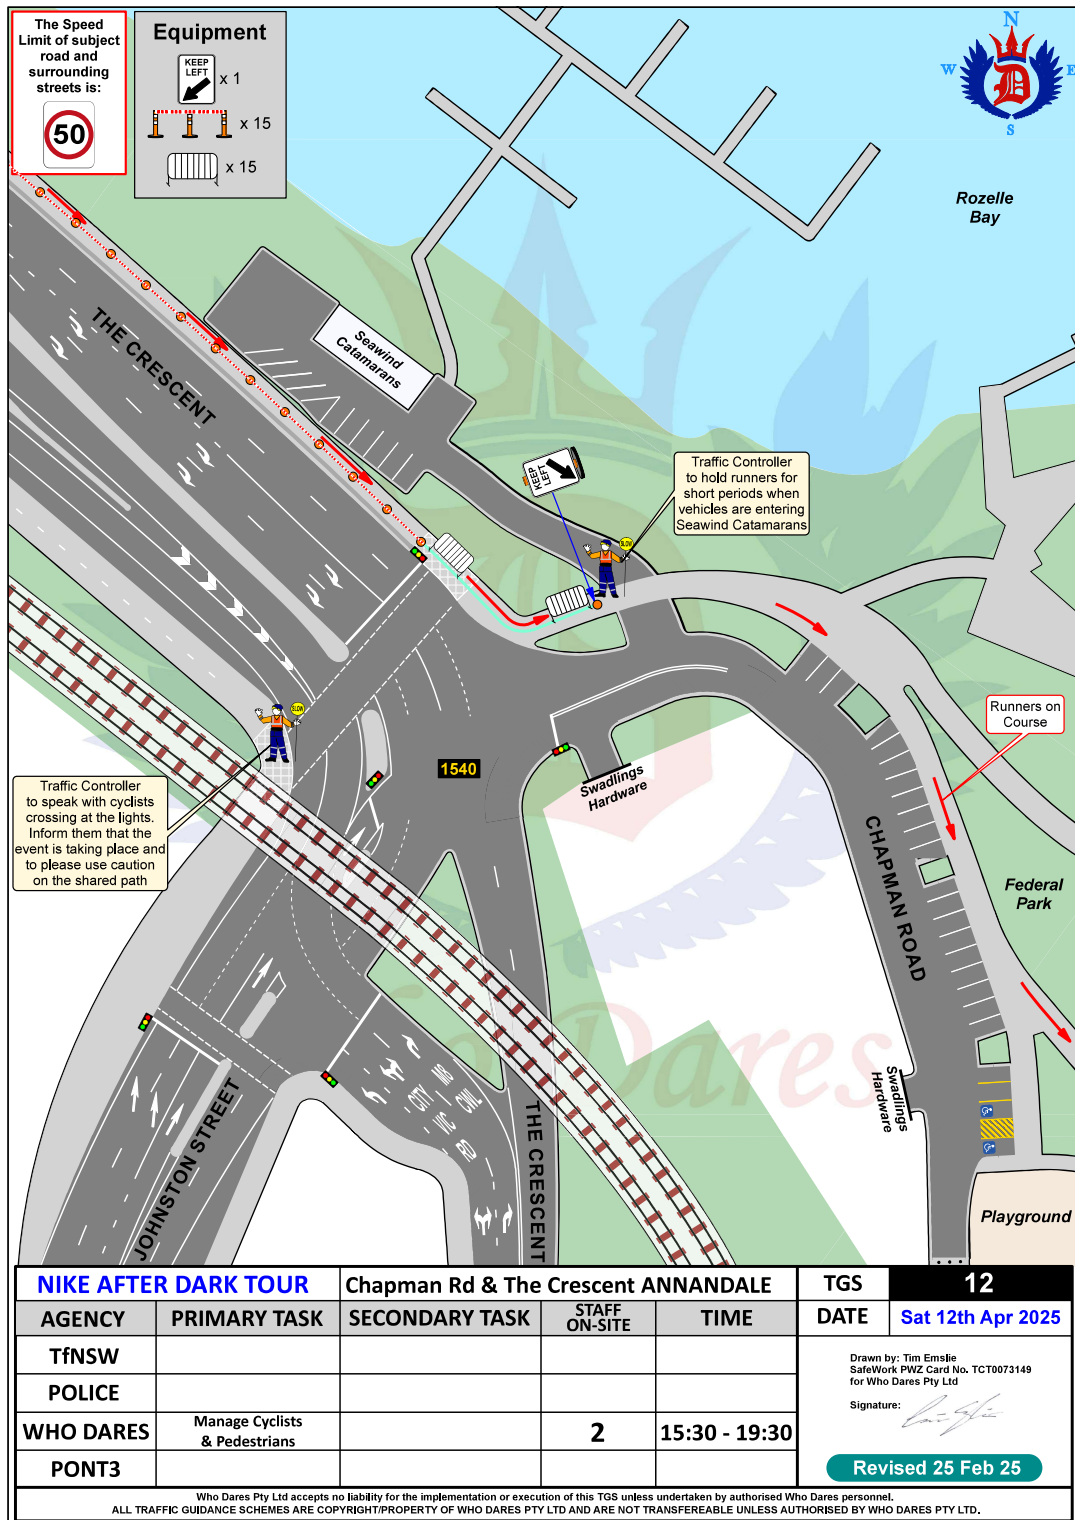 The Speed
Limit of subject
road and
surrounding
streets is:
50
Equipment
KEEP
LEFT
x 1
x 15
x 15
N
W
E
S
D
Rozelle
Bay
THE CRESCENT
Seawind
Catamarans
KEEP
LEFT
Traffic Controller
to hold runners for
short periods when
vehicles are entering
Seawind Catamarans
SLOW
SLOW
Runners on
Course
1540
Swadlings
Hardware
Traffic Controller
to speak with cyclists
crossing at the lights.
Inform them that the
event is taking place and
to please use caution
on the shared path
CHAPMAN ROAD
Federal
Park
Who Dares
Swadlings
Hardware
JOHNSTON STREET
CITY
M8
VIC
OWL
RD
THE CRESCENT
Playground
NIKE AFTER DARK TOUR
Chapman Rd & The Crescent ANNANDALE
TGS
12
AGENCY
PRIMARY TASK
SECONDARY TASK
STAFF
ON-SITE
TIME
DATE
Sat 12th Apr 2025
TfNSW
POLICE
WHO DARES
Manage Cyclists
& Pedestrians
2
15:30 - 19:30
PONT3
Drawn by: Tim Emslie
SafeWork PWZ Card No. TCT0073149
for Who Dares Pty Ltd
Signature:
Revised 25 Feb 25
Who Dares Pty Ltd accepts no liability for the implementation or execution of this TGS unless undertaken by authorised Who Dares personnel.
ALL TRAFFIC GUIDANCE SCHEMES ARE COPYRIGHT/PROPERTY OF WHO DARES PTY LTD AND ARE NOT TRANSFEREABLE UNLESS AUTHORISED BY WHO DARES PTY LTD.